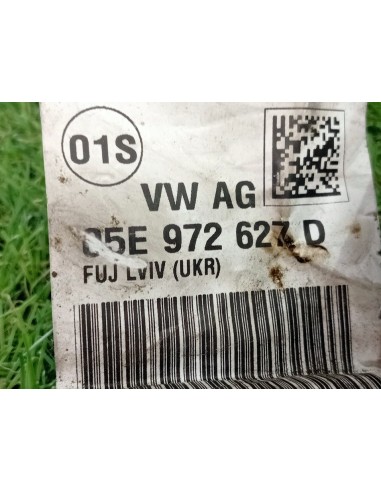 01S
VW AG
05E 972 627 D
FUJ LVIV (UKR)